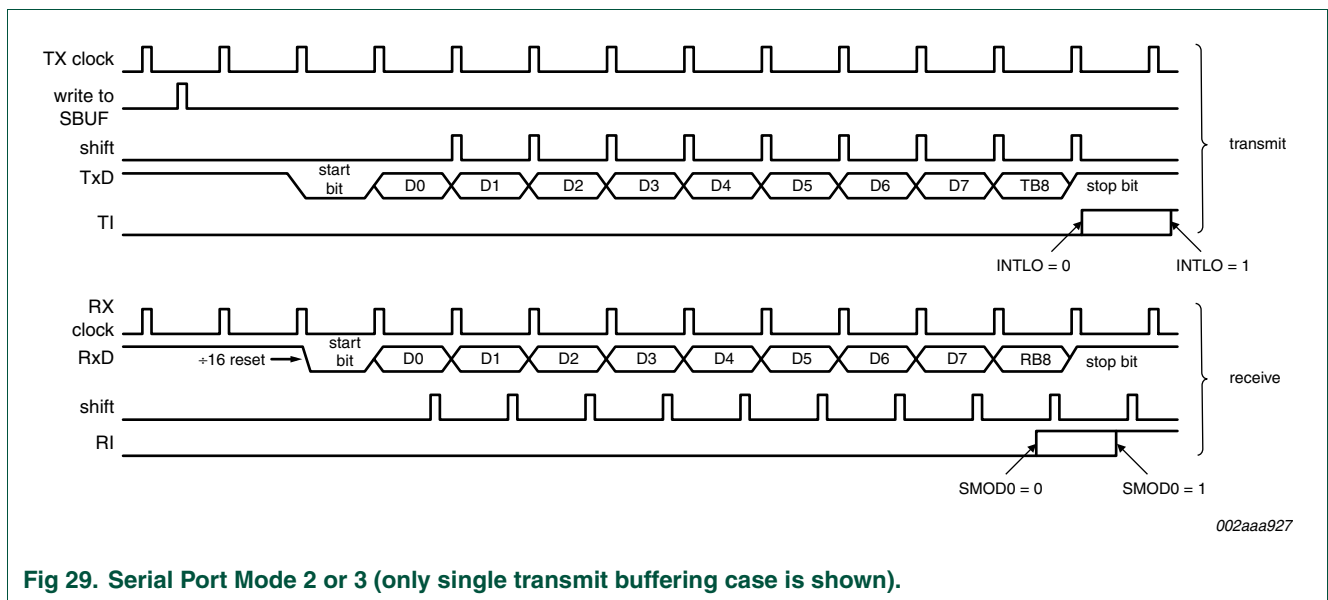 TX clock
write to
SBUF
shift
TxD
start
bit
D0 D1 D2 D3 D4 D5 D6 D7 TB8 stop bit
TI
INTLO = 0 INTLO = 1
transmit
RX
clock
RxD
÷16 reset
start
bit
D0 D1 D2 D3 D4 D5 D6 D7 RB8 stop bit
shift
RI
SMOD0 = 0 SMOD0 = 1
receive
002aaa927
Fig 29. Serial Port Mode 2 or 3 (only single transmit buffering case is shown).